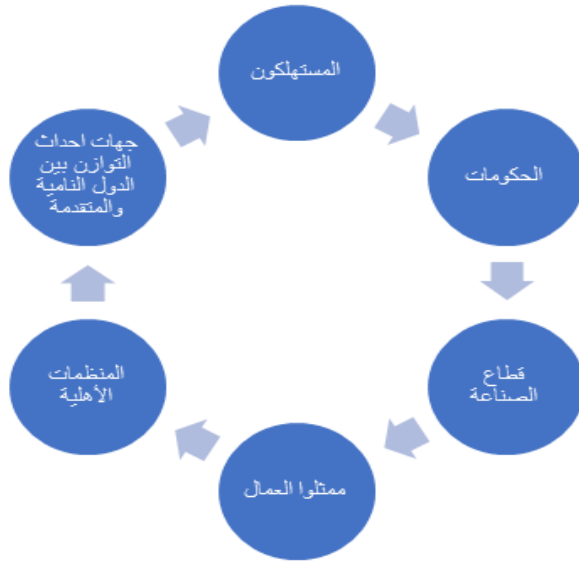 المستهلكون
الحكومات
قطاع
الصناعة
ممثلوا العمال
المنظمات
الأهلية
جهات احداث
التوازن بين
الدول النامية
والمتقدمة